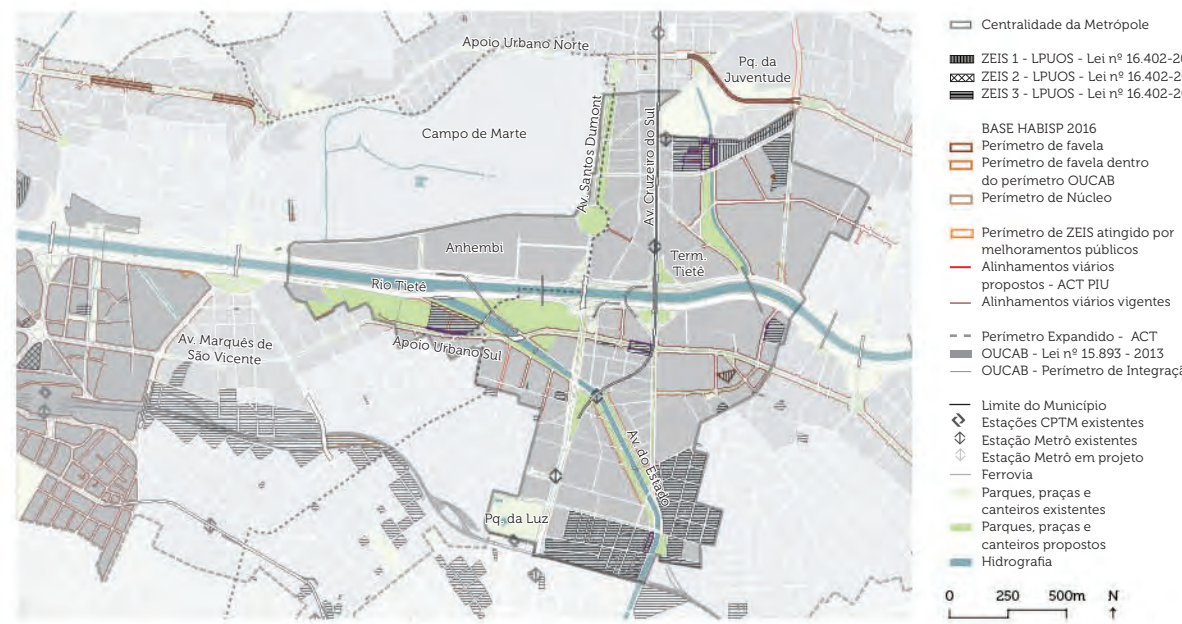 Apoio Urbano Norte
Pq. da
Juventude
Campo de Marte
Av. Santos Dumont
Av. Cruzeiro do Sul
Anhembi
Term.
Tietê
Rio Tietê
Av. Marquês de
São Vicente
Apoio Urbano Sul
Av. do Estado
Pq. da Luz
Centralidade da Metrópole
ZEIS 1 - LPUOS - Lei nº 16.402-20
ZEIS 2 - LPUOS - Lei nº 16.402-2
ZEIS 3 - LPUOS - Lei nº 16.402-20
BASE HABISP 2016
Perímetro de favela
Perímetro de favela dentro
do perímetro OUCAB
Perímetro de Núcleo
Perímetro de ZEIS atingido por
melhoramentos públicos
Alinhamentos viários
propostos - ACT PIU
Alinhamentos viários vigentes
Perímetro Expandido - ACT
OUCAB - Lei nº 15.893 - 2013
OUCAB - Perímetro de Integraçã
Limite do Município
Estações CPTM existentes
Estação Metrô existentes
Estação Metrô em projeto
Ferrovia
Parques, praças e
canteiros existentes
Parques, praças e
canteiros propostos
Hidrografia
0 250 500m N